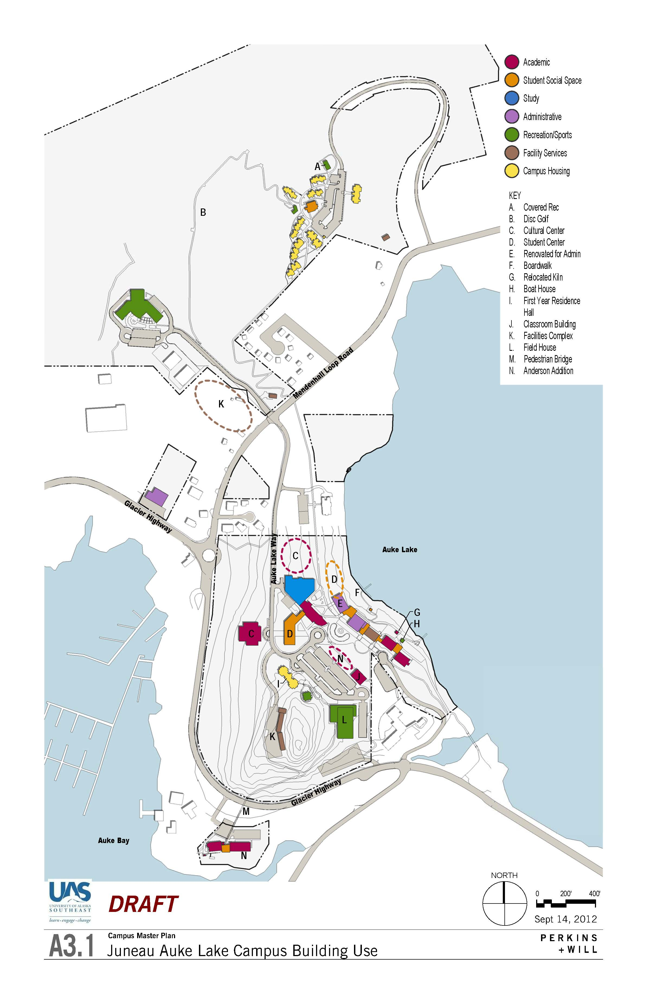 Academic
Student Social Space
Study
Administrative
Recreation/Sports
Facility Services
Campus Housing
KEY
A. Covered Rec
B. Disc Golf
C. Cultural Center
D. Student Center
E. Renovated for Admin
F. Boardwalk
G. Relocated Kiln
H. Boat House
I. First Year Residence
Hall
J. Classroom Building
K. Facilities Complex
L. Field House
M. Pedestrian Bridge
N. Anderson Addition
A
B
Mendenhall Loop Road
K
Glacier Highway
Auke Lake Way
Auke Lake
C
D
F
E
G
H
C
D
N
J
I
L
K
Glacier Highway
M
Auke Bay
N
UAS
UNIVERSITY OF ALASKA
SOUTHEAST
learn • engage • change
DRAFT
NORTH
0 200' 400'
Sept 14, 2012
A3.1
Campus Master Plan
Juneau Auke Lake Campus Building Use
PERKINS
+WILL